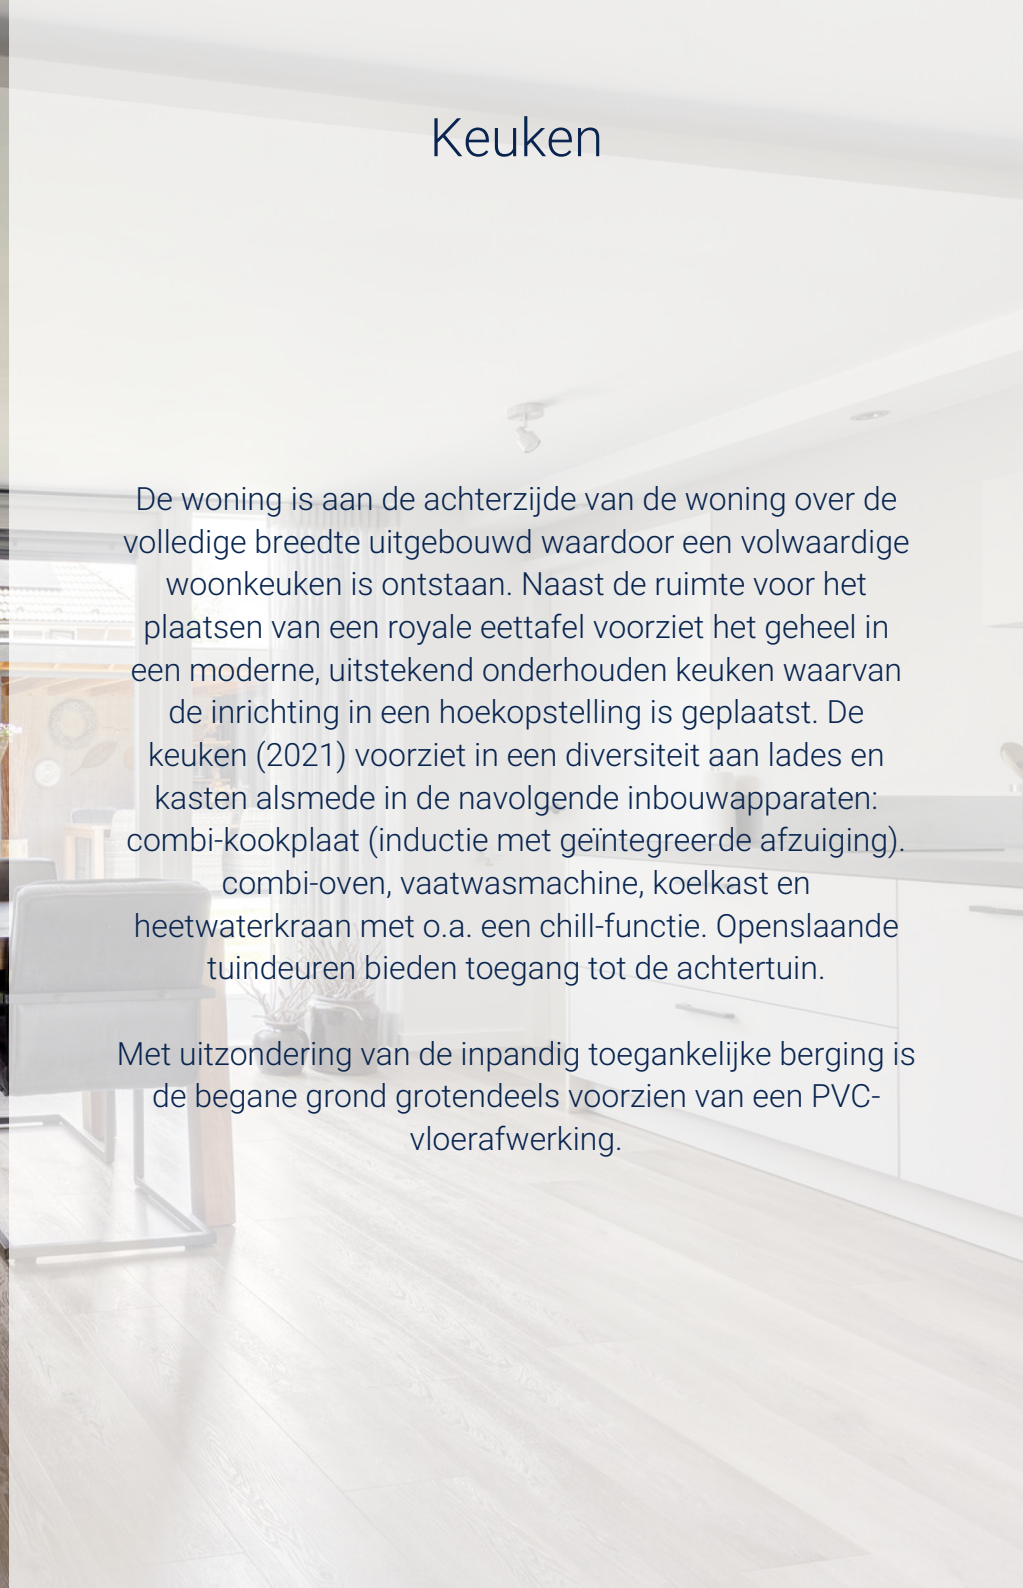 Keuken
De woning is aan de achterzijde van de woning over de
volledige breedte uitgebouwd waardoor een volwaardige
woonkeuken is ontstaan. Naast de ruimte voor het
plaatsen van een royale eettafel voorziet het geheel in
een moderne, uitstekend onderhouden keuken waarvan
de inrichting in een hoekopstelling is geplaatst. De
keuken (2021) voorziet in een diversiteit aan lades en
kasten alsmede in de navolgende inbouwapparaten:
combi-kookplaat (inductie met geïntegreerde afzuiging).
combi-oven, vaatwasmachine, koelkast en
heetwaterkraan met o.a. een chill-functie. Openslaande
tuindeuren bieden toegang tot de achtertuin.
Met uitzondering van de inpandig toegankelijke berging is
de begane grond grotendeels voorzien van een PVC-
vloerafwerking.